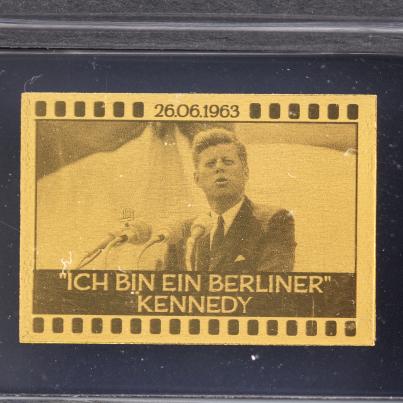 26.06.1963
"ICH BIN EIN BERLINER"
KENNEDY